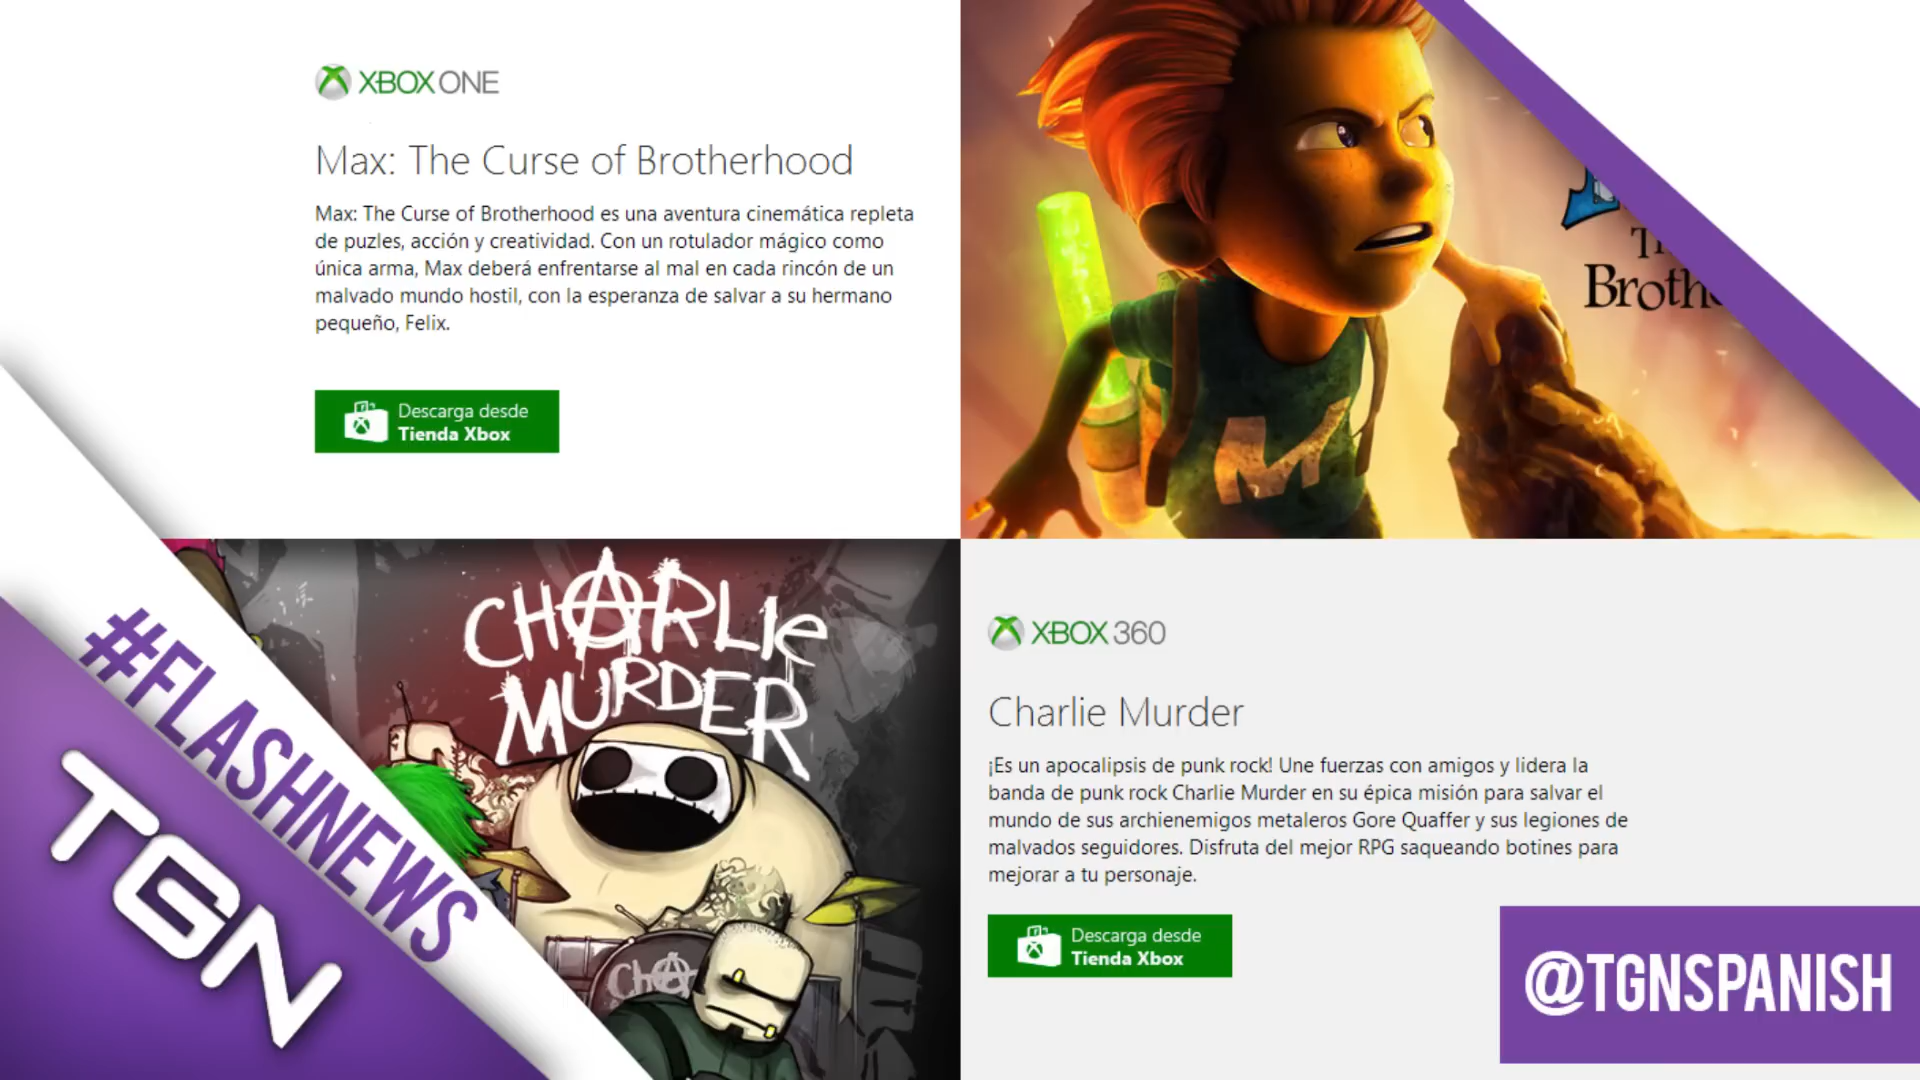 XBOX ONE
Max: The Curse of Brotherhood
Max: The Curse of Brotherhood es una aventura cinemática repleta
de puzles, acción y creatividad. Con un rotulador mágico como
única arma, Max deberá enfrentarse al mal en cada rincón de un
malvado mundo hostil, con la esperanza de salvar a su hermano
pequeño, Felix.
Descarga desde
Tienda Xbox
M
CHARLIE
MURDER
XBOX 360
Charlie Murder
¡Es un apocalipsis de punk rock! Une fuerzas con amigos y lidera la
banda de punk rock Charlie Murder en su épica misión para salvar el
mundo de sus archienemigos metaleros Gore Quaffer y sus legiones de
malvados seguidores. Disfruta del mejor RPG saqueando botines para
mejorar a tu personaje.
Descarga desde
Tienda Xbox
#FLASHNEWS
TGN
@TGNSPANISH